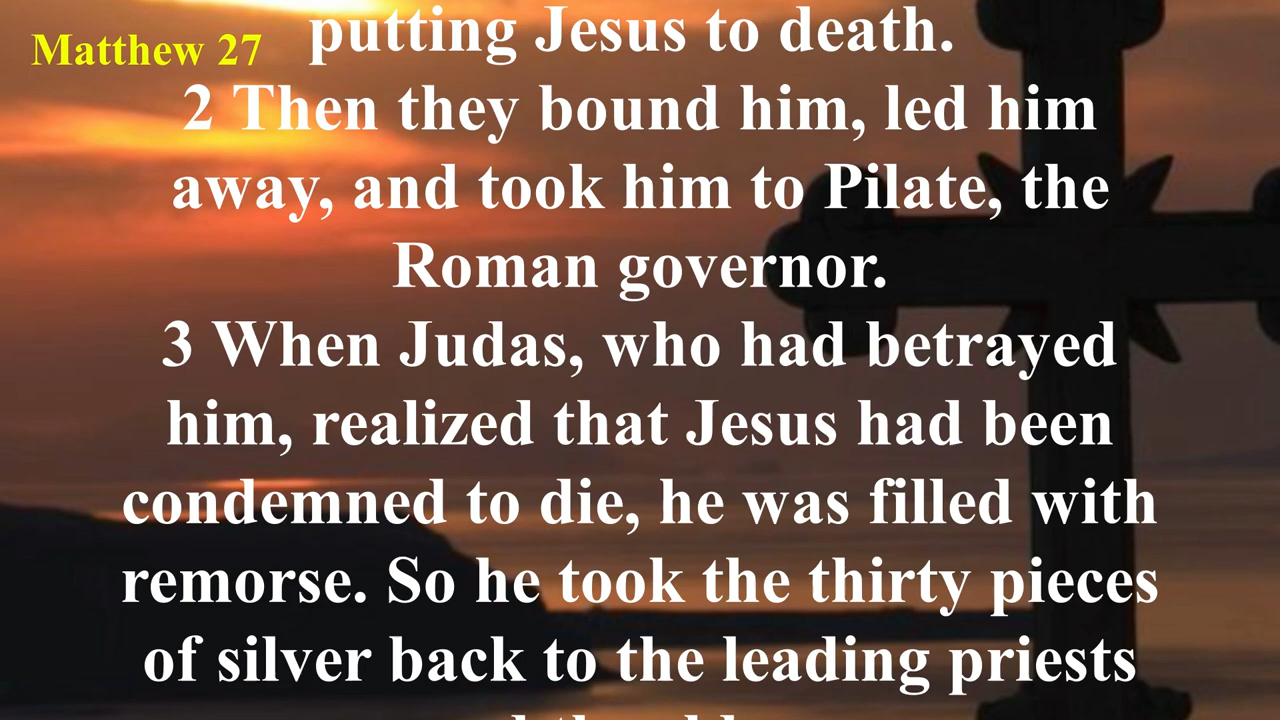 Matthew 27
putting Jesus to death.
2 Then they bound him, led him
away, and took him to Pilate, the
Roman governor.
3 When Judas, who had betrayed
him, realized that Jesus had been
condemned to die, he was filled with
remorse. So he took the thirty pieces
of silver back to the leading priests